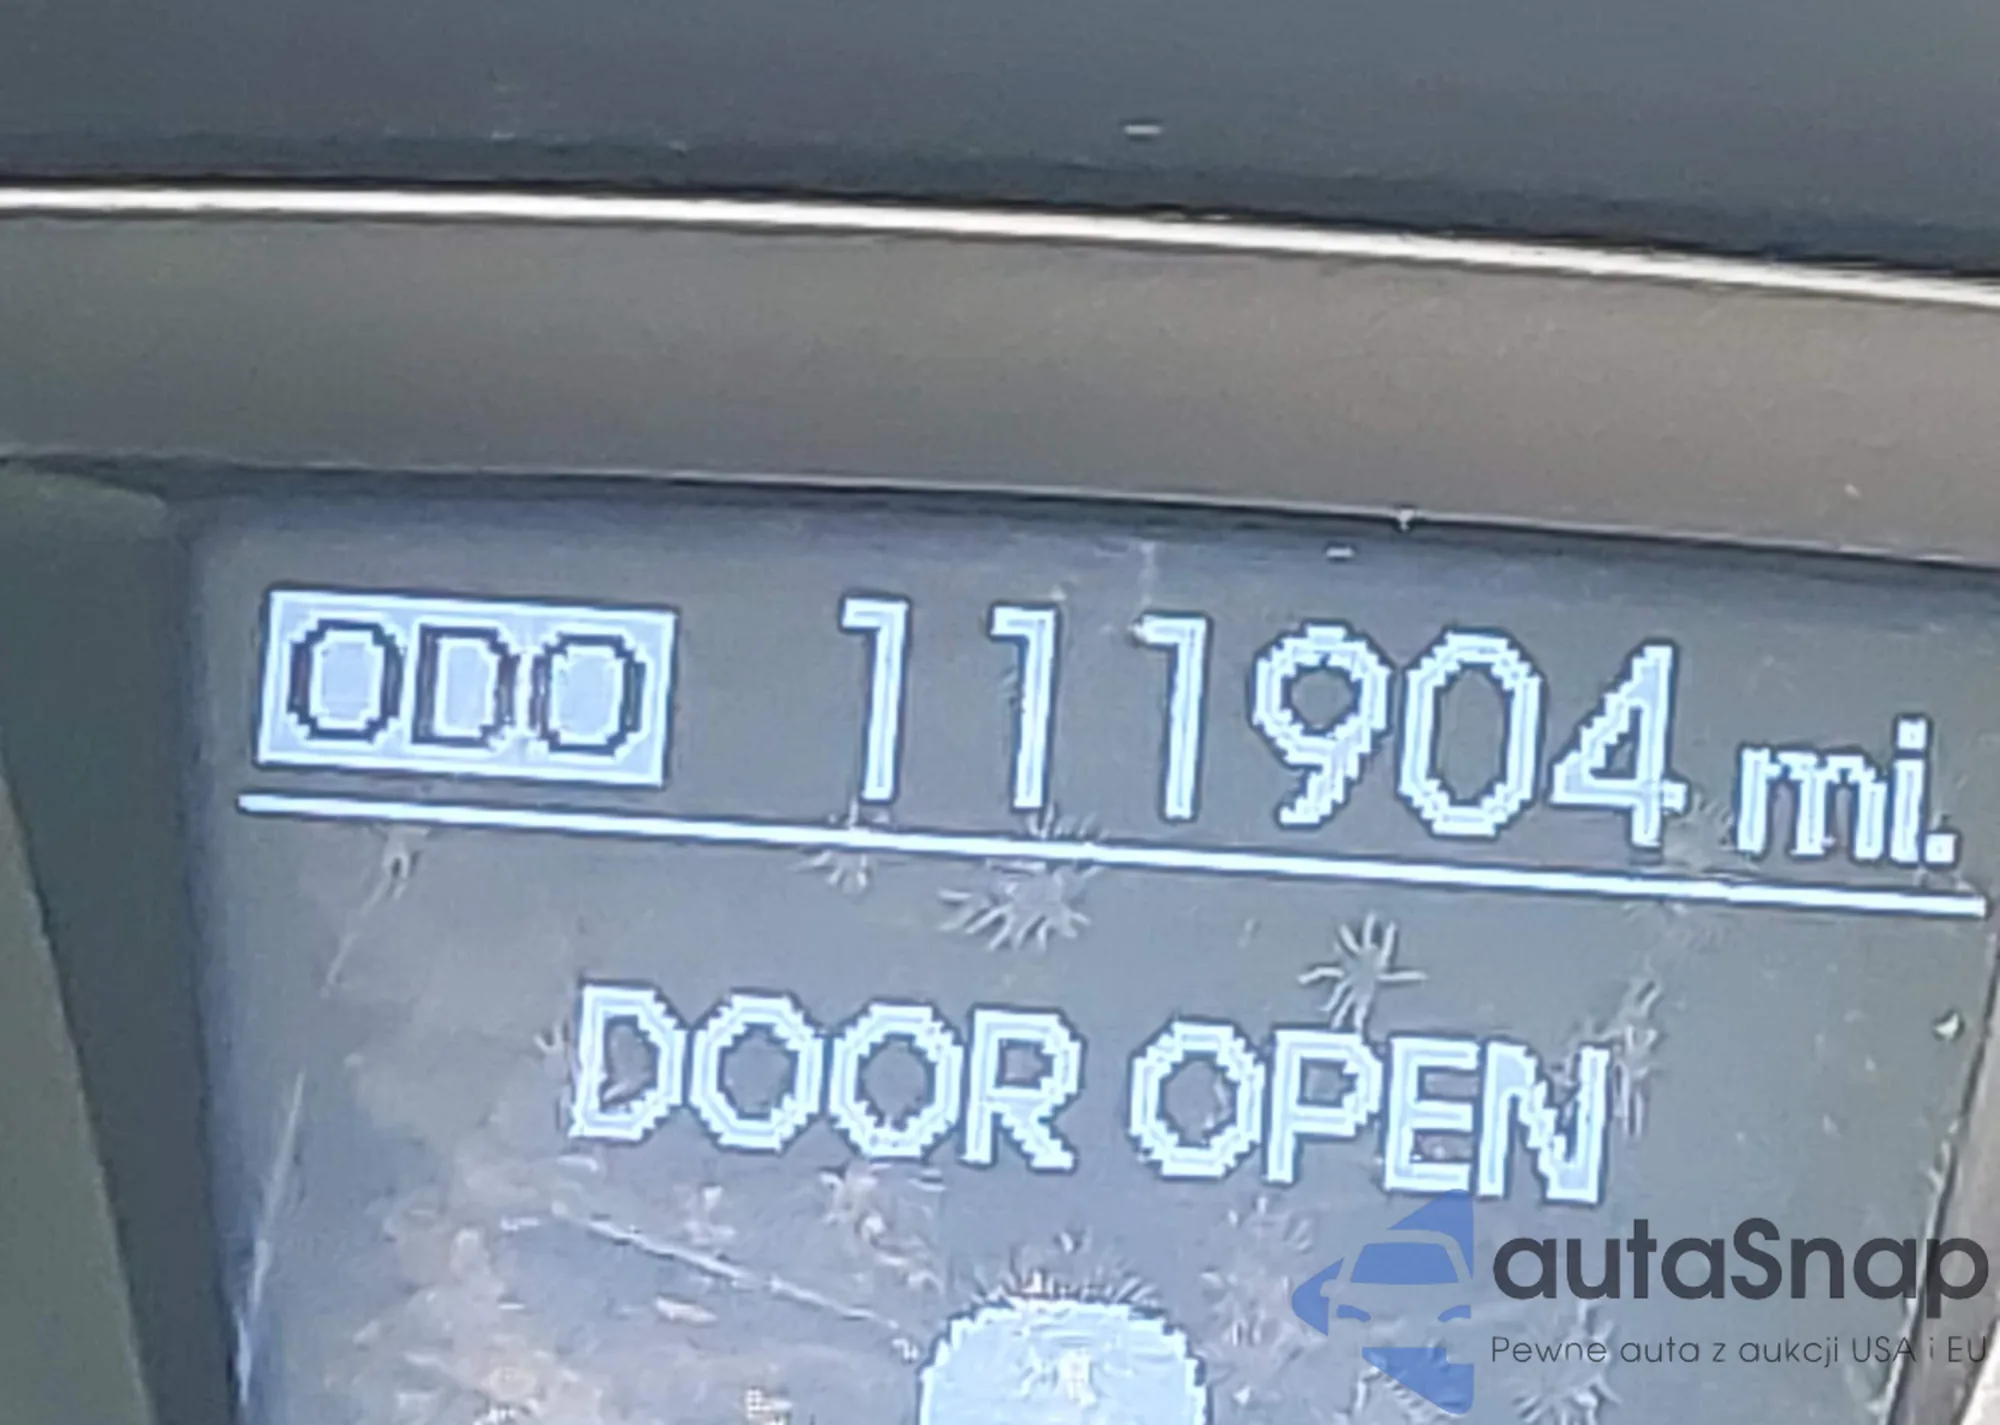 ODO 111904 mi.
DOOR OPEN
autaSnap
Pewne auta z aukcji USA i EU